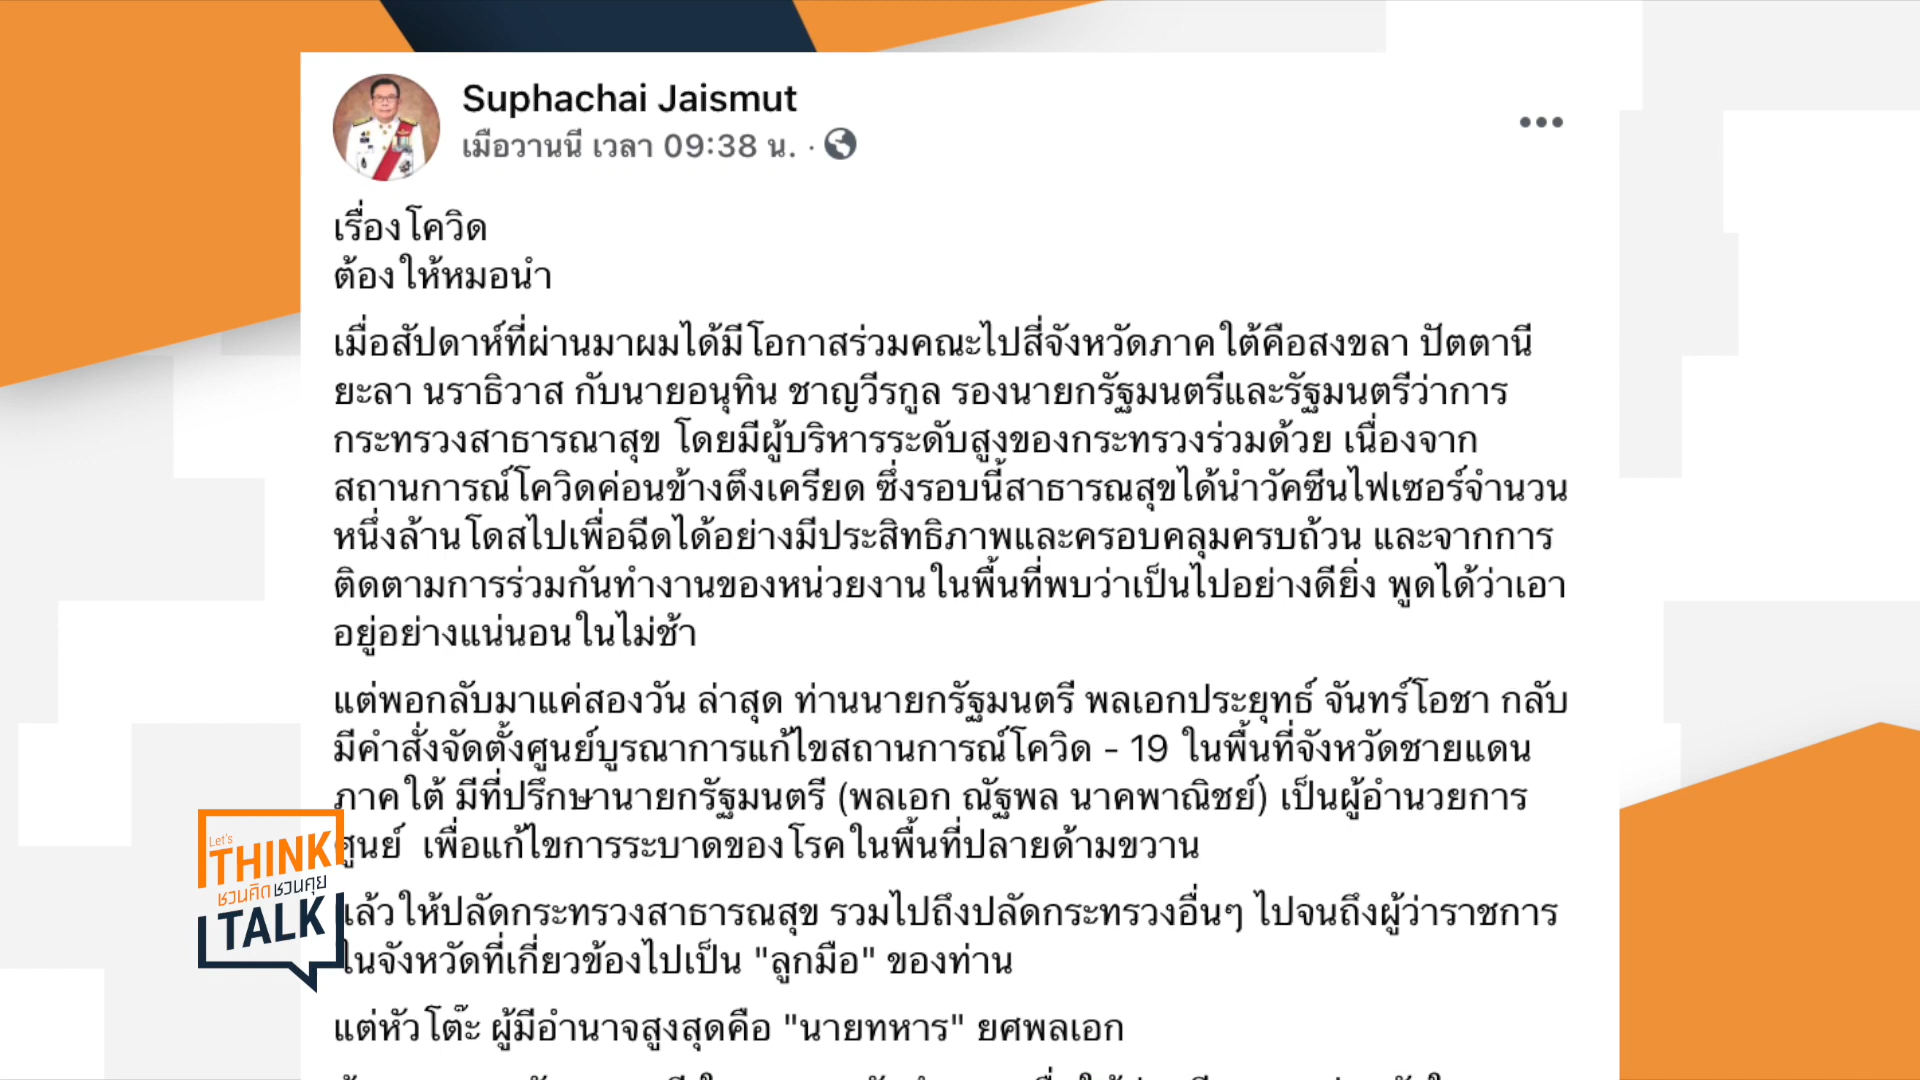 Suphachai Jaismut
เมื่อวานนี้ เวลา 09:38 น. ·
เรื่องโควิด
ต้องให้หมอนำ
เมื่อสัปดาห์ที่ผ่านมาผมได้มีโอกาสร่วมคณะไปสี่จังหวัดภาคใต้คือสงขลา ปัตตานี
ยะลา นราธิวาส กับนายอนุทิน ชาญวีรกูล รองนายกรัฐมนตรีและรัฐมนตรีว่าการ
กระทรวงสาธารณาสุข โดยมีผู้บริหารระดับสูงของกระทรวงร่วมด้วย เนื่องจาก
สถานการณ์โควิดค่อนข้างตึงเครียด ซึ่งรอบนี้สาธารณสุขได้นำวัคซีนไฟเซอร์จำนวน
หนึ่งล้านโดสไปเพื่อฉีดได้อย่างมีประสิทธิภาพและครอบคลุมครบถ้วน และจากการ
ติดตามการร่วมกันทำงานของหน่วยงานในพื้นที่พบว่าเป็นไปอย่างดียิ่ง พูดได้ว่าเอา
อยู่อย่างแน่นอนในไม่ช้า
แต่พอกลับมาแค่สองวัน ล่าสุด ท่านนายกรัฐมนตรี พลเอกประยุทธ์ จันทร์โอชา กลับ
มีคำสั่งจัดตั้งศูนย์บูรณาการแก้ไขสถานการณ์โควิด - 19 ในพื้นที่จังหวัดชายแดน
ภาคใต้ มีที่ปรึกษานายกรัฐมนตรี (พลเอก ณัฐพล นาคพาณิชย์) เป็นผู้อำนวยการ
ศูนย์ เพื่อแก้ไขการระบาดของโรคในพื้นที่ปลายด้ามขวาน
แล้วให้ปลัดกระทรวงสาธารณสุข รวมไปถึงปลัดกระทรวงอื่นๆ ไปจนถึงผู้ว่าราชการ
ในจังหวัดที่เกี่ยวข้องไปเป็น "ลูกมือ" ของท่าน
แต่หัวโต๊ะ ผู้มีอำนาจสูงสุดคือ "นายทหาร" ยศพลเอก
Let's
THINK
ชวนคิด ชวนคุย
TALK